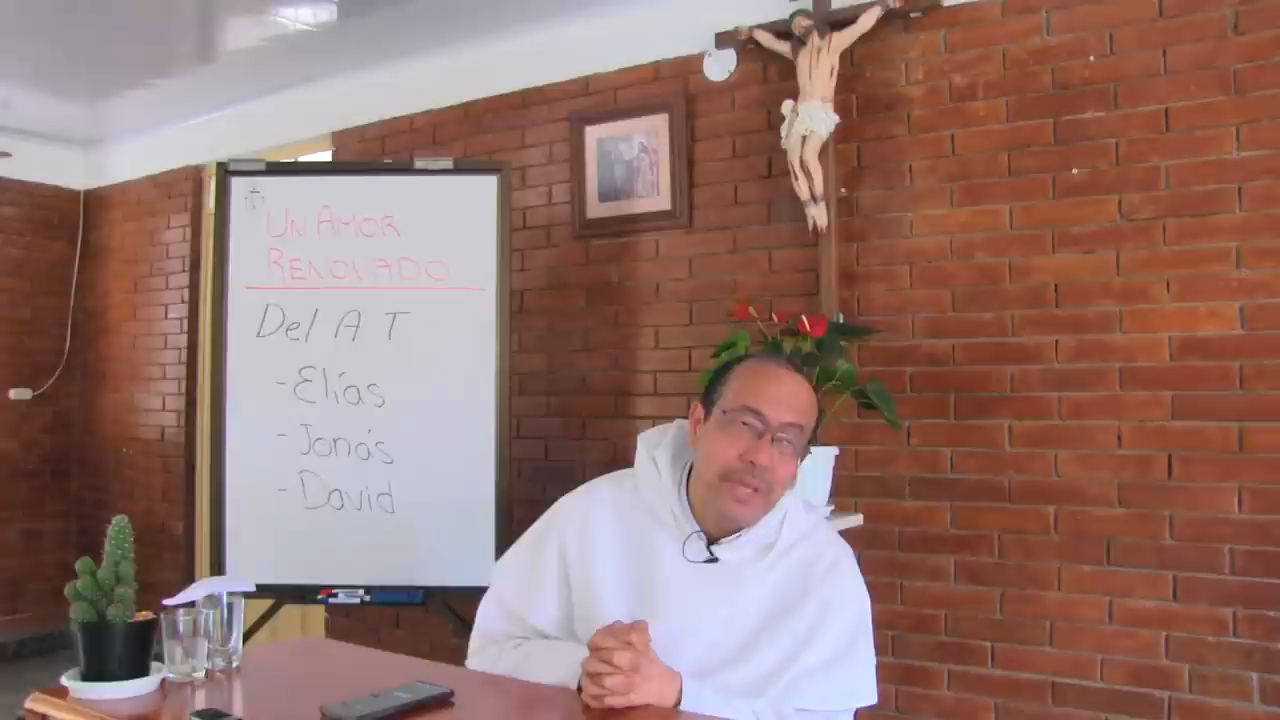 UN AMOR
RENOVADO
Del A T
- Elías
- Jonás
- David